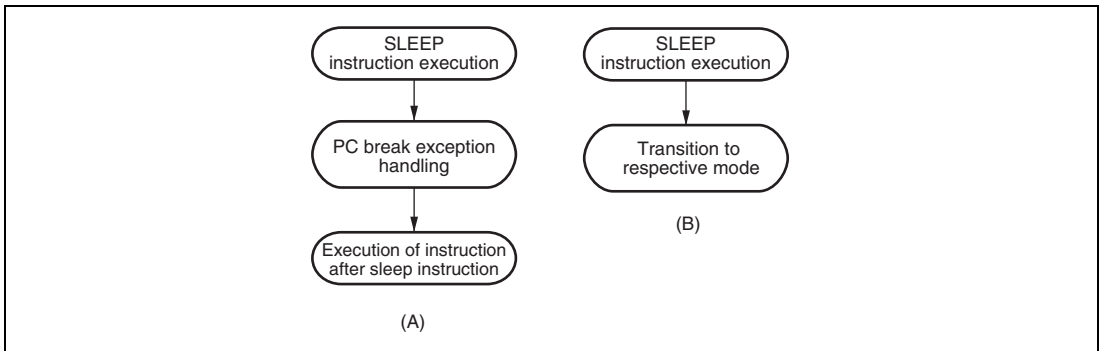 SLEEP
instruction execution
PC break exception
handling
Execution of instruction
after sleep instruction
(A)
SLEEP
instruction execution
Transition to
respective mode
(B)